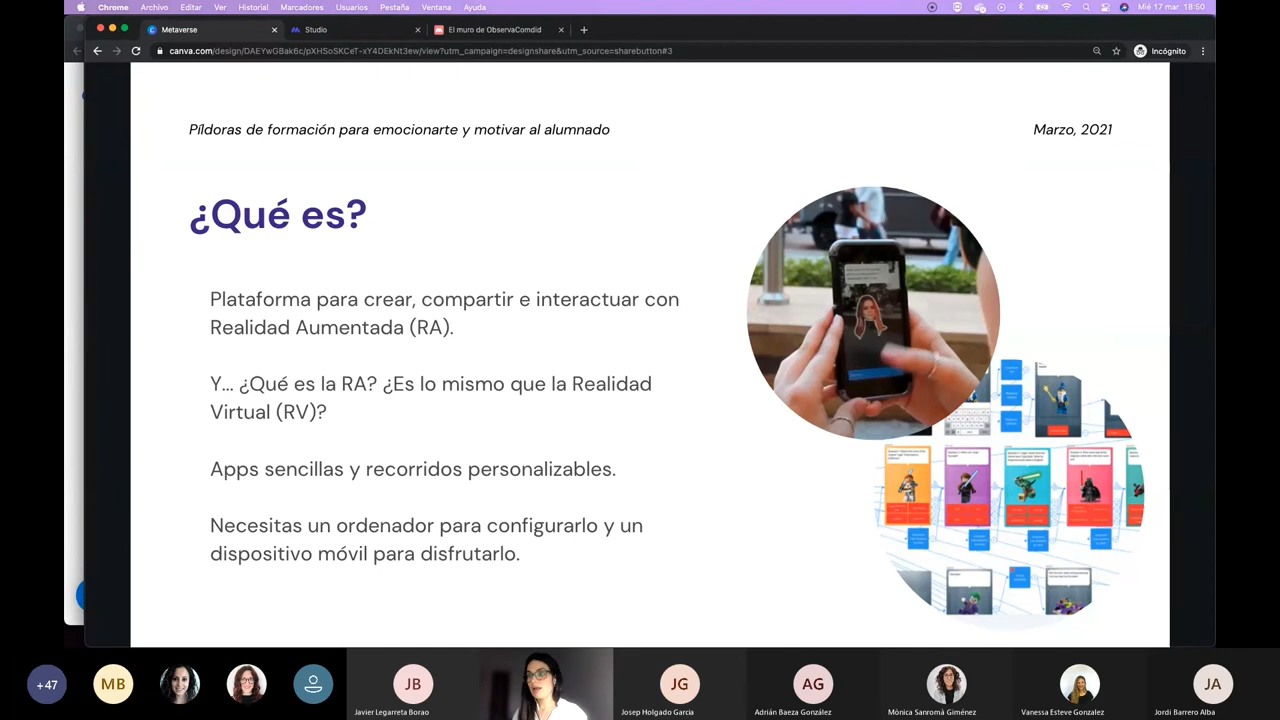 Chrome Archivo Editar Ver Historial Marcadores Usuarios Pestaña Ventana Ayuda
Mié 17 mar 18:50
Metaverse
Studio
El muro de ObservaComdid
canva.com/design/DAEYwGBak6c/pXHSoSKCeT-xY4DEkNt3ew/view?utm_campaign=designshare&utm_source=sharebutton#3
Incógnito
Píldoras de formación para emocionarte y motivar al alumnado
Marzo, 2021
¿Qué es?
Plataforma para crear, compartir e interactuar con
Realidad Aumentada (RA).
Y... ¿Qué es la RA? ¿Es lo mismo que la Realidad
Virtual (RV)?
Apps sencillas y recorridos personalizables.
Necesitas un ordenador para configurarlo y un
dispositivo móvil para disfrutarlo.
+47
MB
JB
JG
AG
JA
Javier Legarreta Borao
Josep Holgado Garcia
Adrián Baeza González
Mònica Sanromà Giménez
Vanessa Esteve Gonzalez
Jordi Barrero Alba